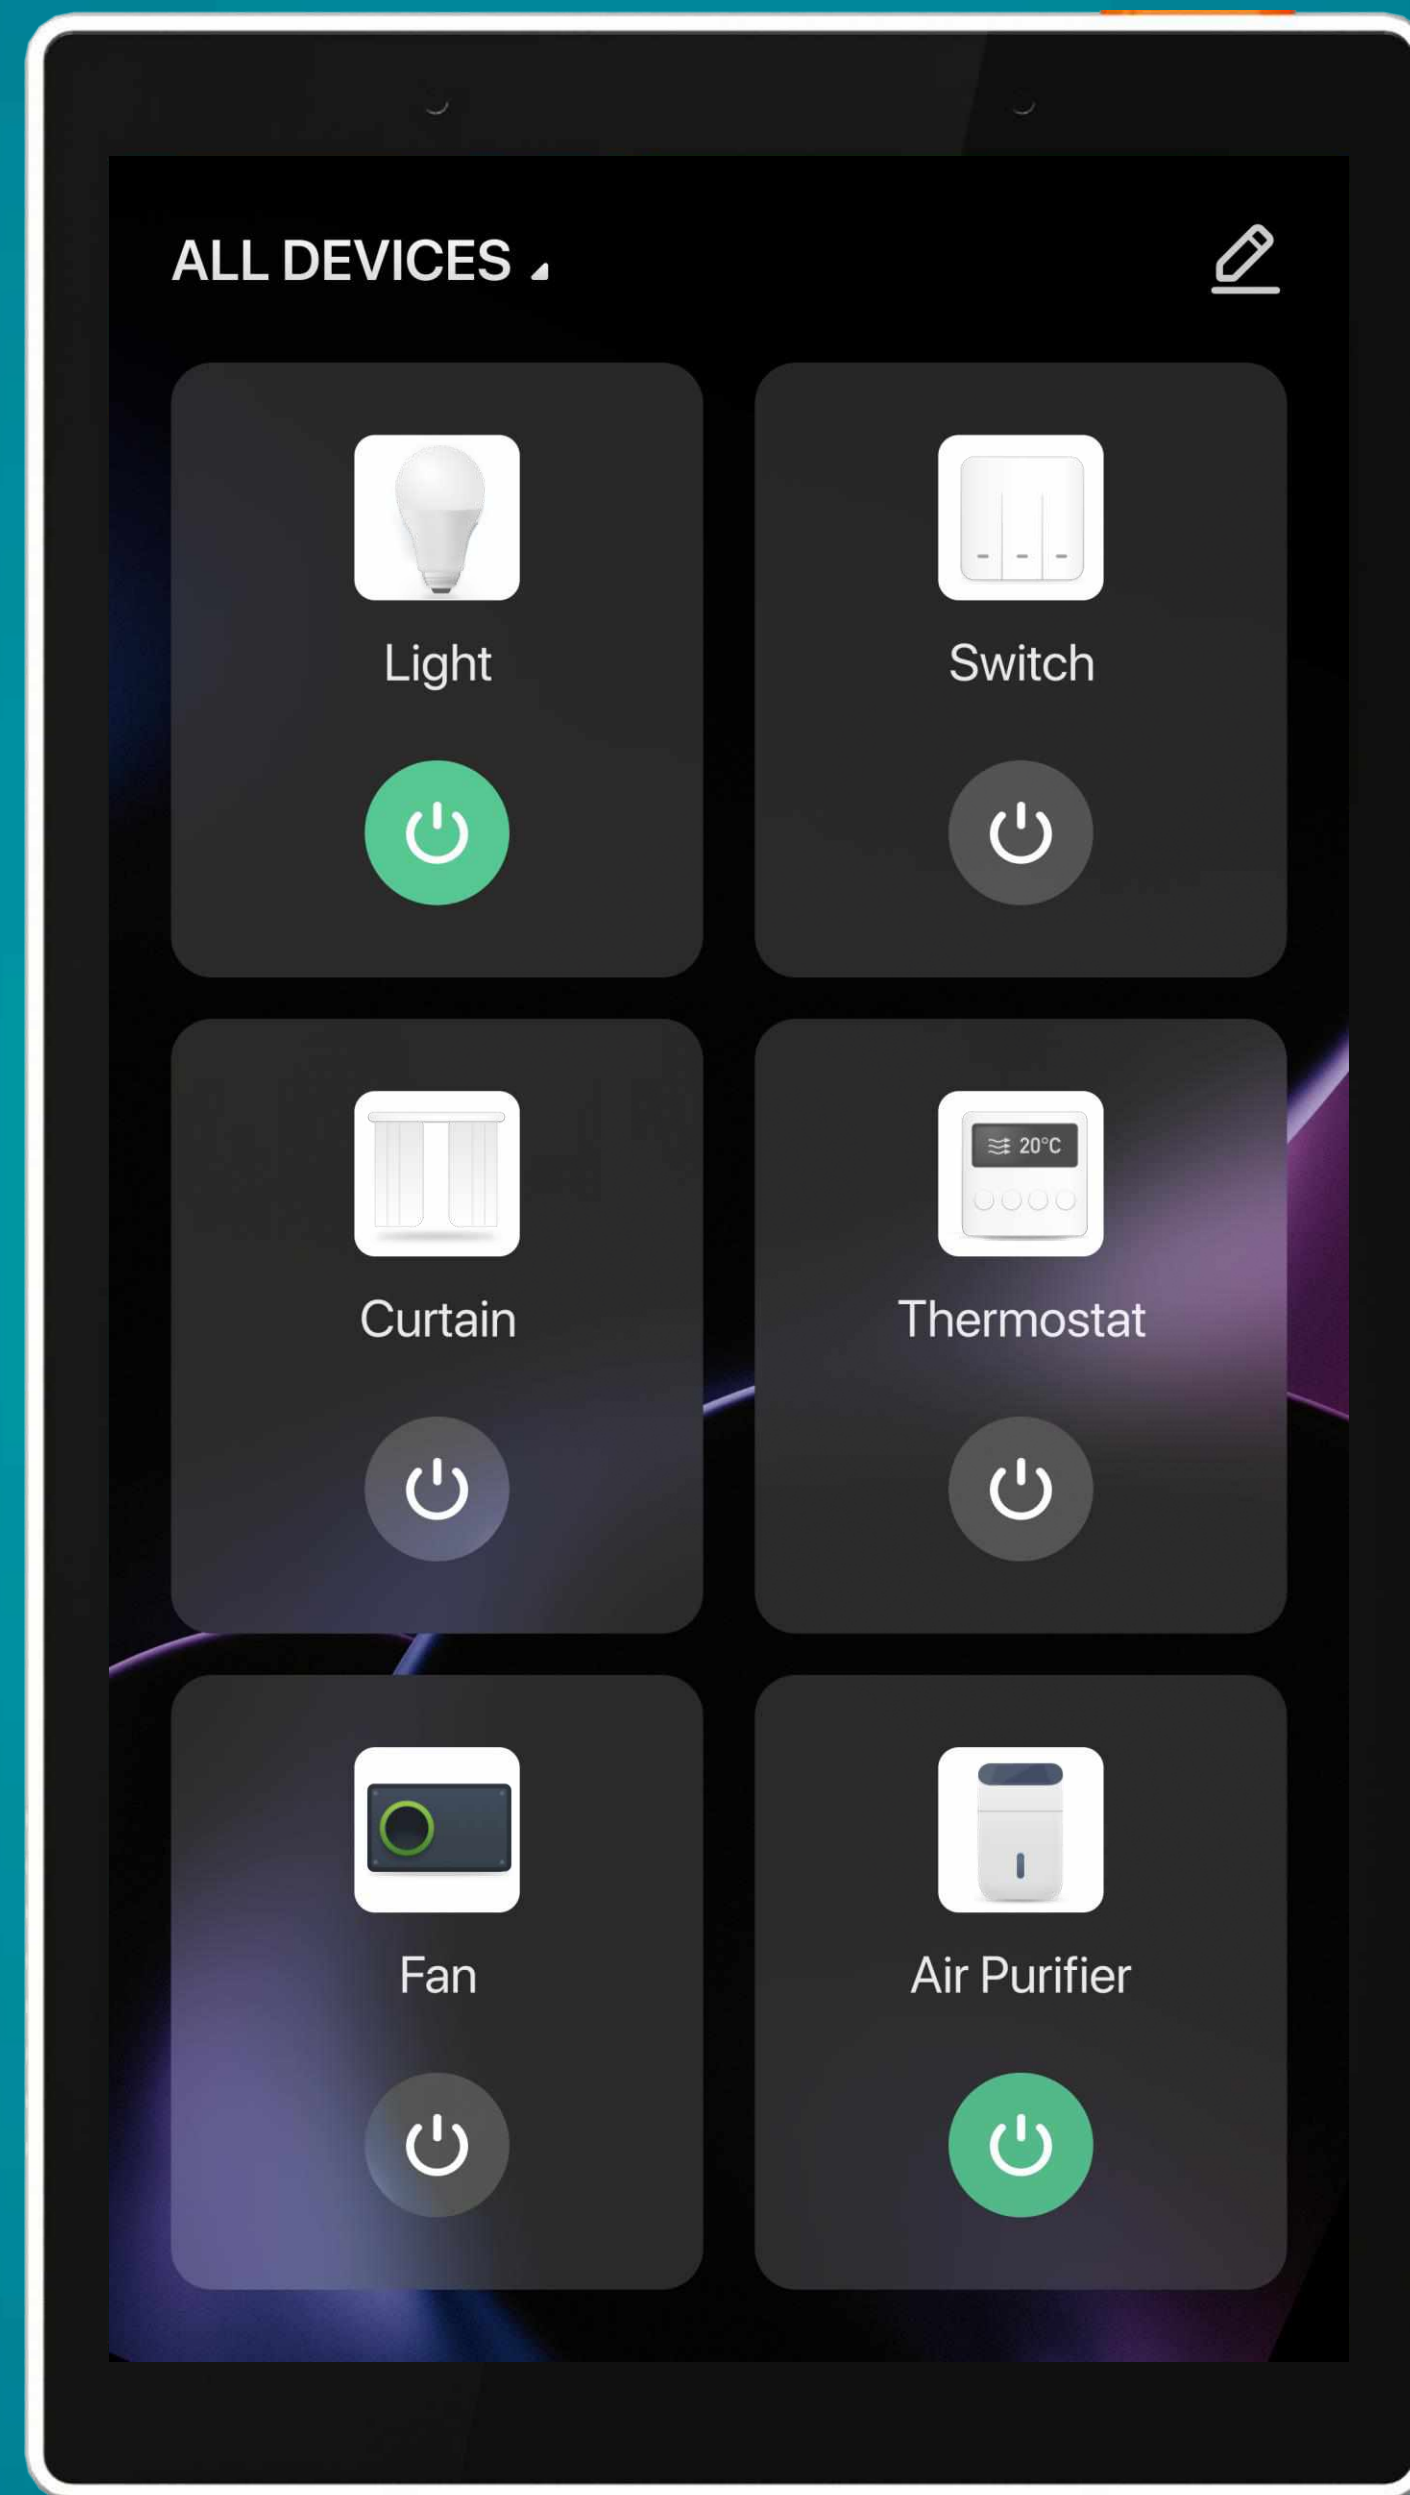 ALL DEVICES
Light
Switch
Curtain
20°C
Thermostat
Fan
Air Purifier